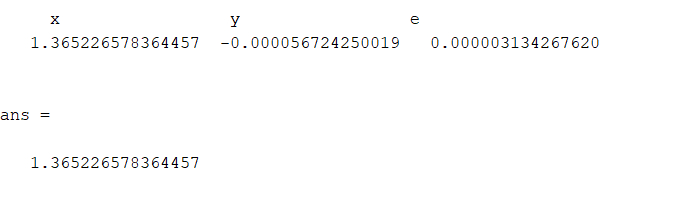 x y e
1.365226578364457 -0.000056724250019 0.000003134267620
ans =
1.365226578364457